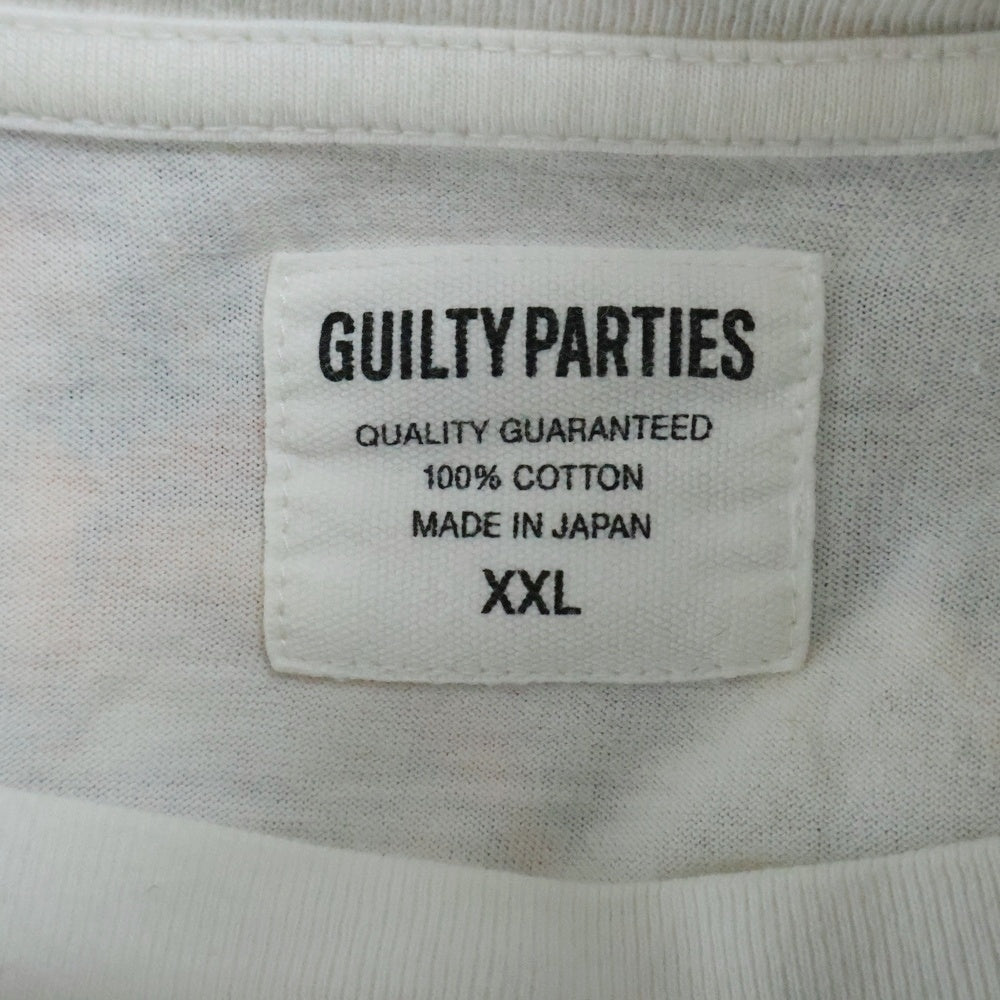 GUILTY PARTIES
QUALITY GUARANTEED
100% COTTON
MADE IN JAPAN
XXL